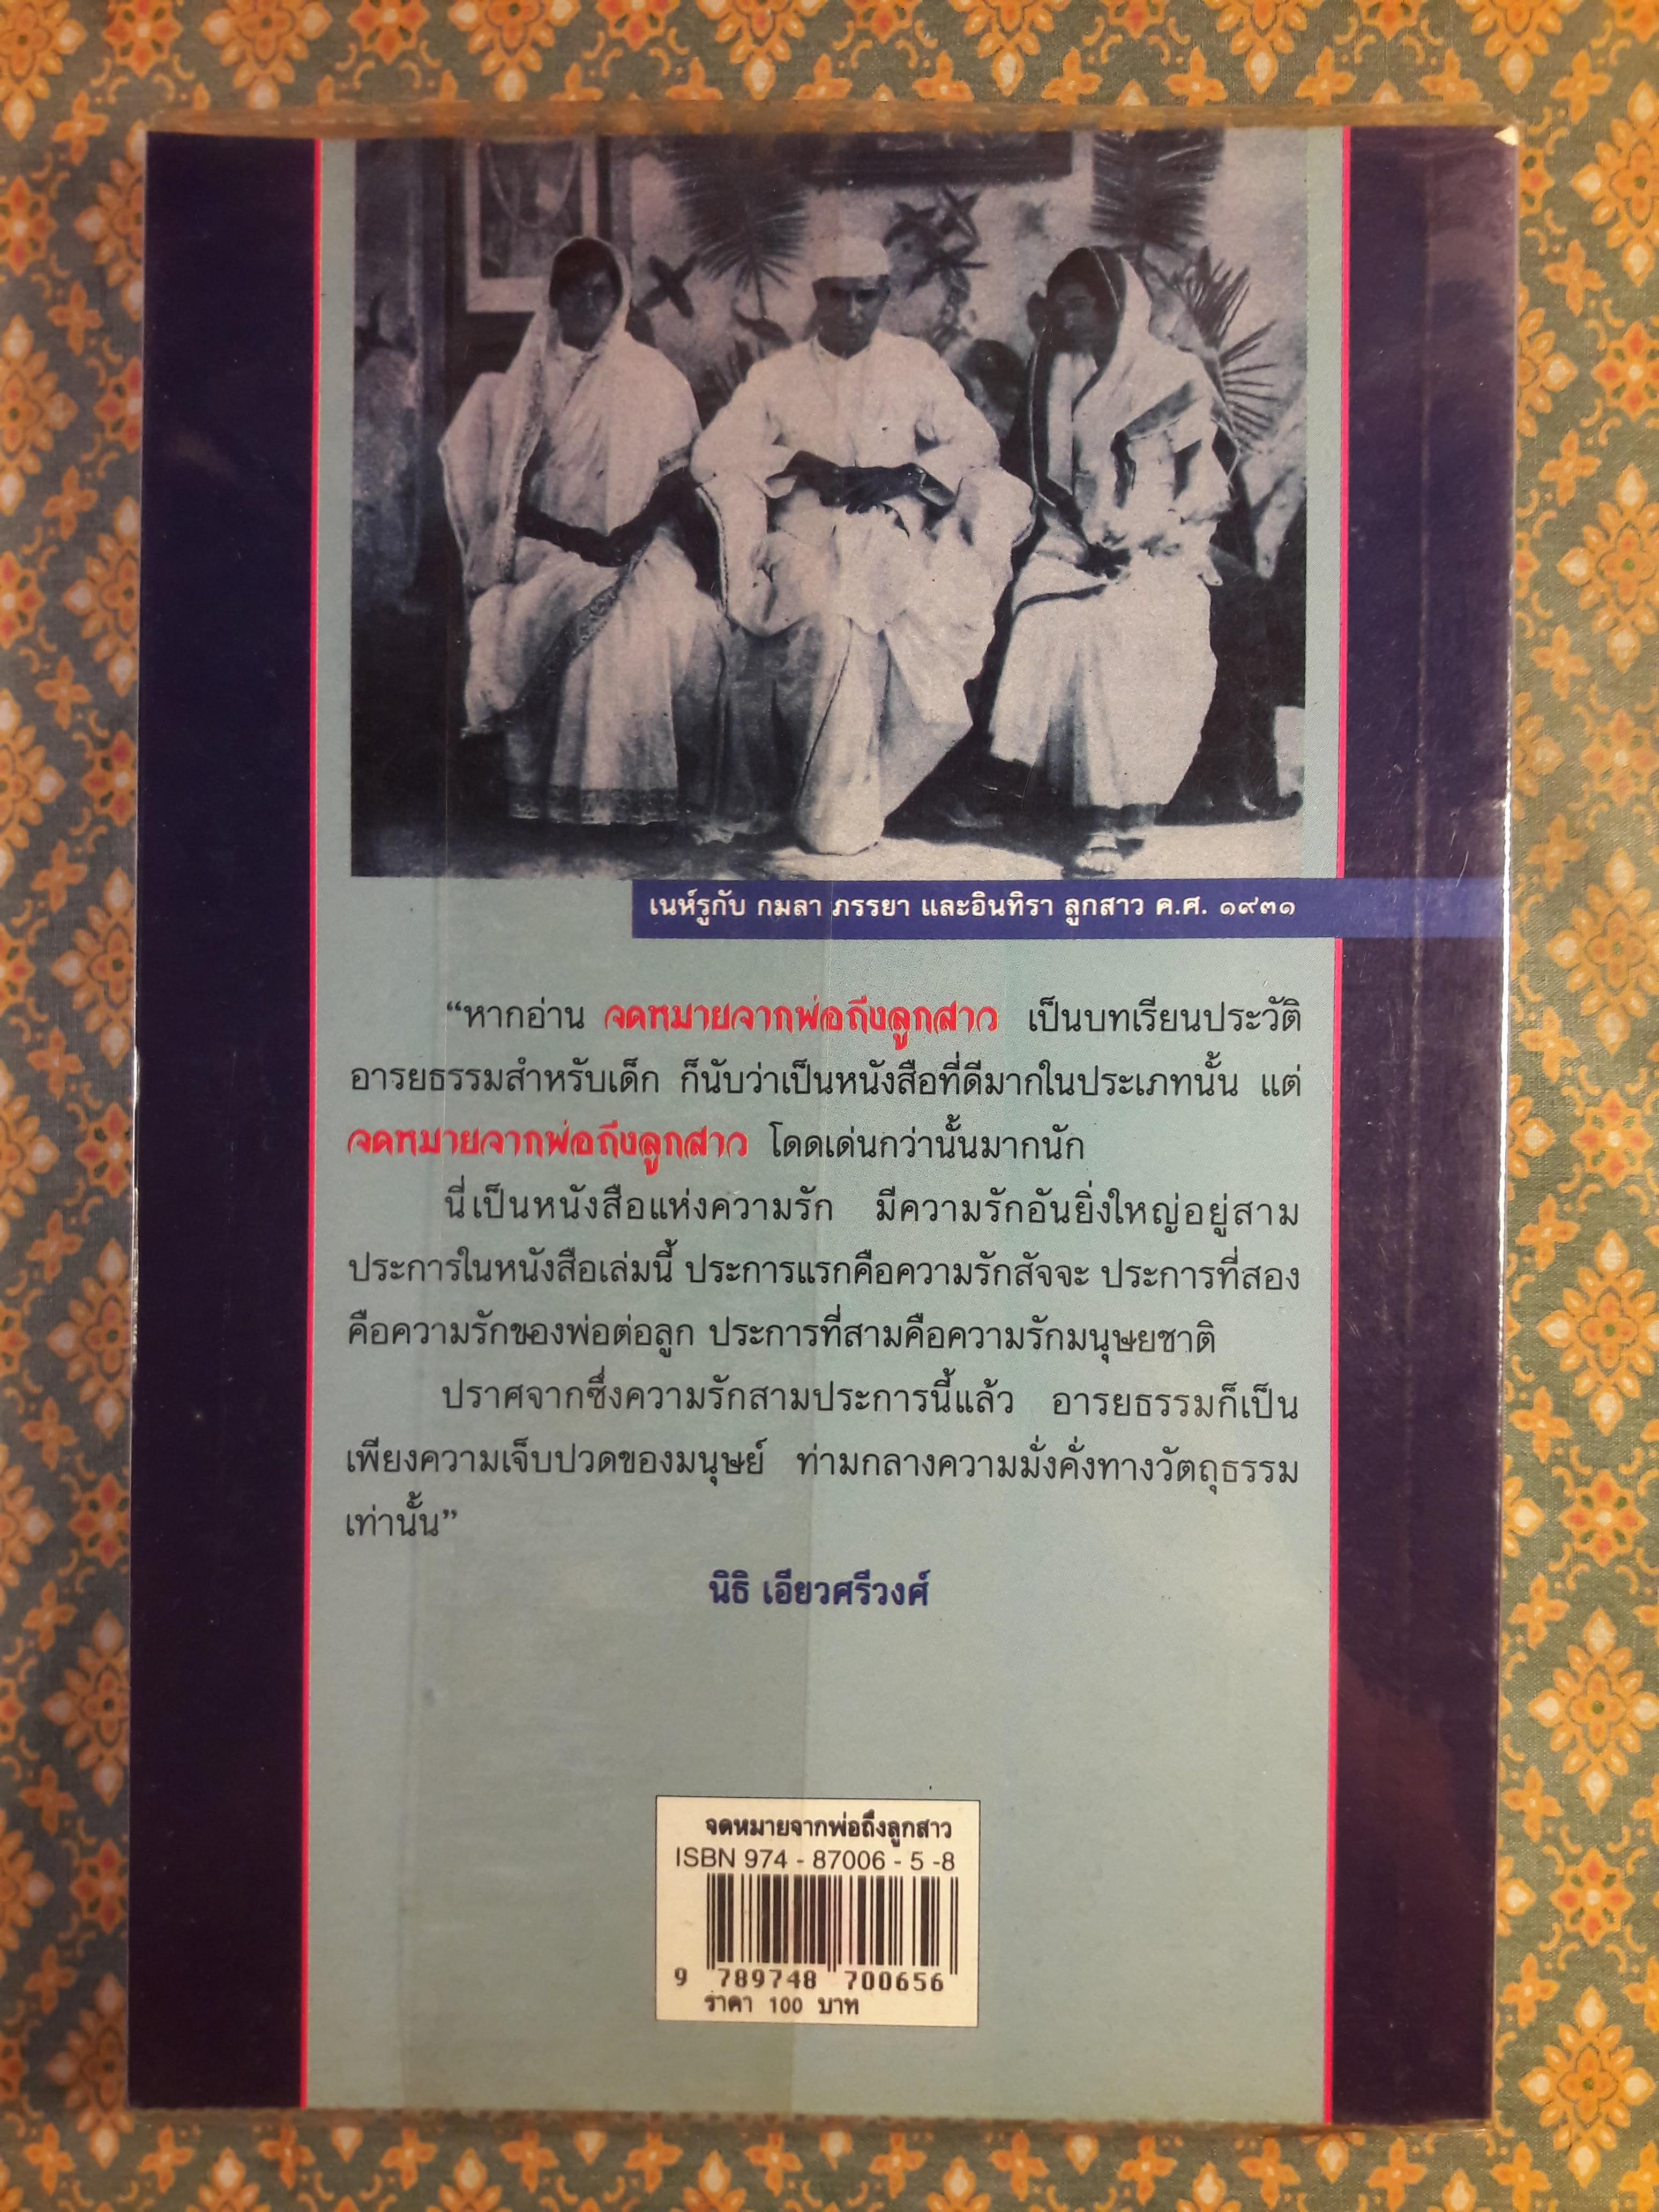 เนห์รูกับ กมลา ภรรยา และอินทิรา ลูกสาว ค.ศ. ๑๙๓๑
“หากอ่าน จดหมายจากพ่อถึงลูกสาว เป็นบทเรียนประวัติ
อารยธรรมสำหรับเด็ก ก็นับว่าเป็นหนังสือที่ดีมากในประเภทนั้น แต่
จดหมายจากพ่อถึงลูกสาว โดดเด่นกว่านั้นมากนัก
นี่เป็นหนังสือแห่งความรัก มีความรักอันยิ่งใหญ่อยู่สาม
ประการในหนังสือเล่มนี้ ประการแรกคือความรักสัจจะ ประการที่สอง
คือความรักของพ่อต่อลูก ประการที่สามคือความรักมนุษยชาติ
ปราศจากซึ่งความรักสามประการนี้แล้ว อารยธรรมก็เป็น
เพียงความเจ็บปวดของมนุษย์ ท่ามกลางความมั่งคั่งทางวัตถุธรรม
เท่านั้น”
นิธิ เอียวศรีวงศ์
จดหมายจากพ่อถึงลูกสาว
ISBN 974 - 87006 - 5 -8
9 789748 700656
ราคา 100 บาท